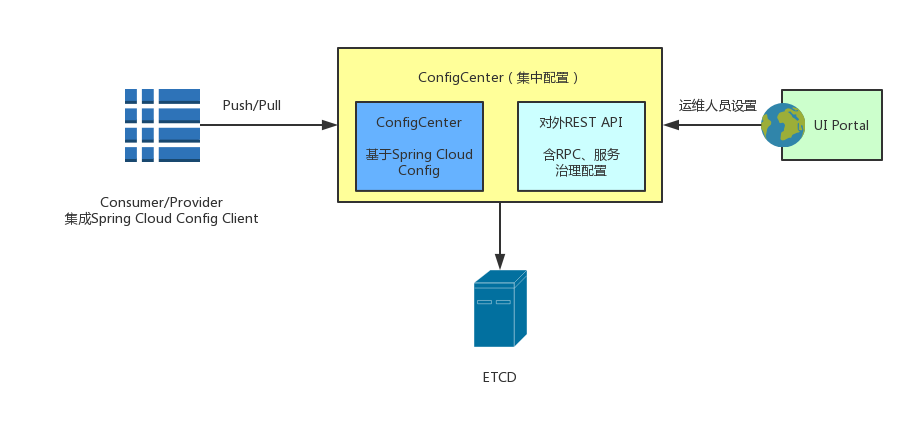 ConfigCenter（集中配置）
Push/Pull
运维人员设置
ConfigCenter
基于Spring Cloud
Config
对外REST API
含RPC、服务
治理配置
UI Portal
Consumer/Provider
集成Spring Cloud Config Client
ETCD